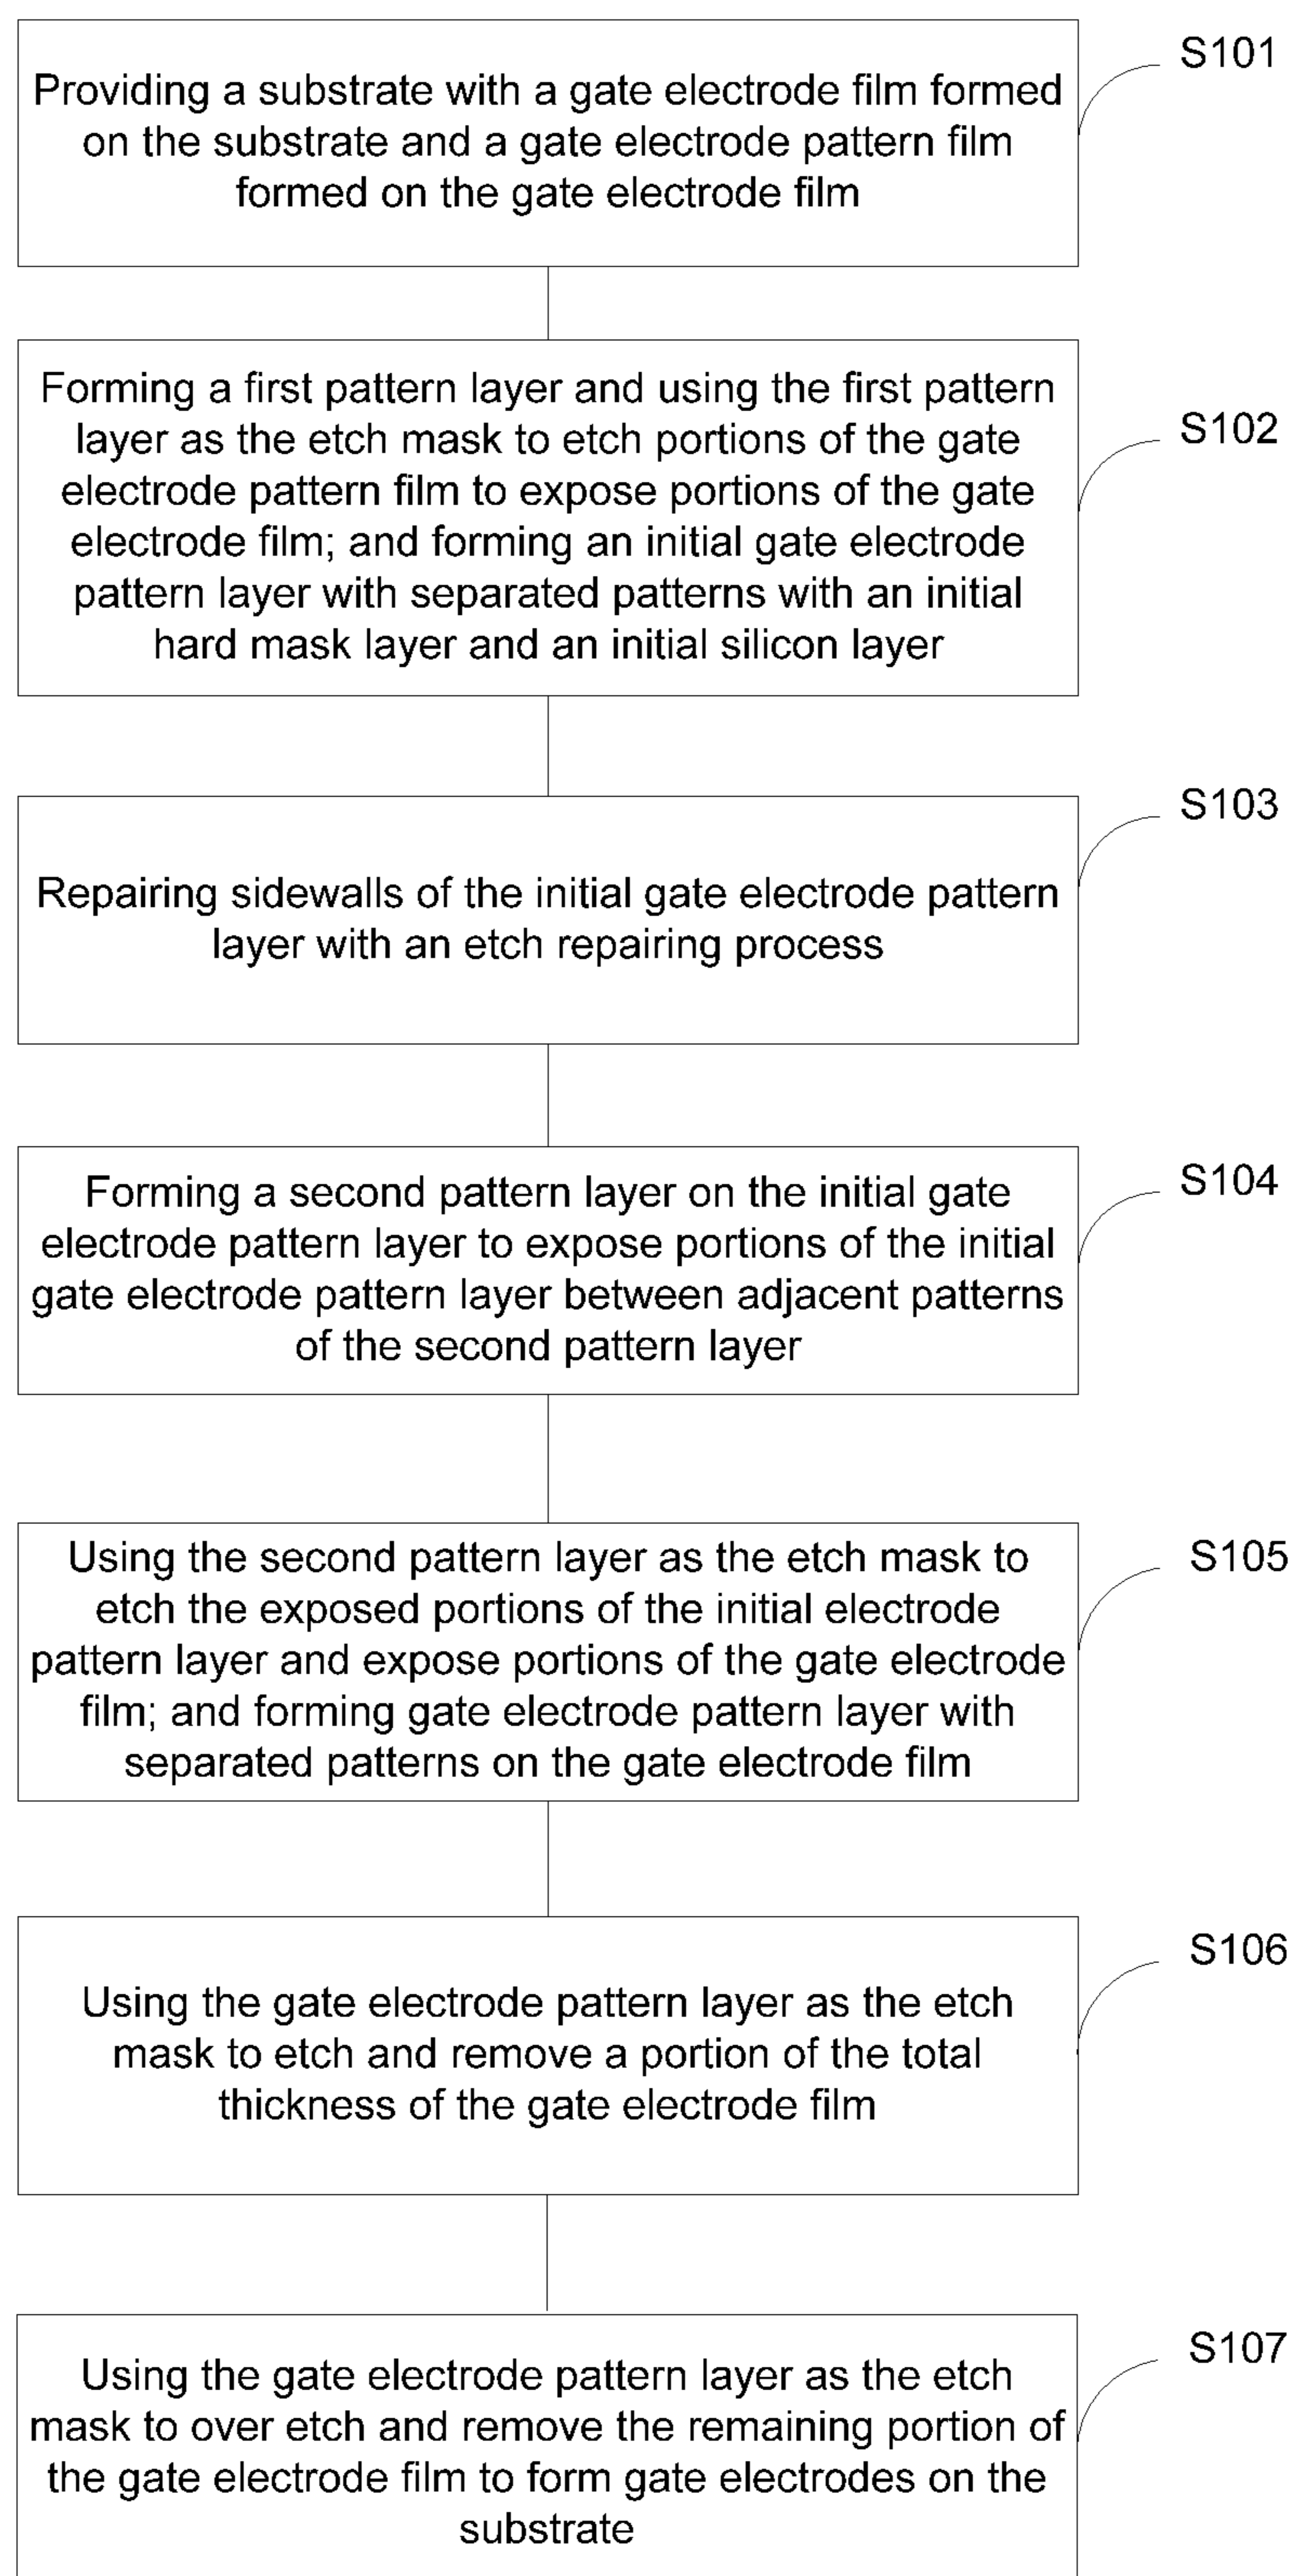 S101
Providing a substrate with a gate electrode film formed
on the substrate and a gate electrode pattern film
formed on the gate electrode film
S102
Forming a first pattern layer and using the first pattern
layer as the etch mask to etch portions of the gate
electrode pattern film to expose portions of the gate
electrode film; and forming an initial gate electrode
pattern layer with separated patterns with an initial
hard mask layer and an initial silicon layer
S103
Repairing sidewalls of the initial gate electrode pattern
layer with an etch repairing process
S104
Forming a second pattern layer on the initial gate
electrode pattern layer to expose portions of the initial
gate electrode pattern layer between adjacent patterns
of the second pattern layer
S105
Using the second pattern layer as the etch mask to
etch the exposed portions of the initial electrode
pattern layer and expose portions of the gate electrode
film; and forming gate electrode pattern layer with
separated patterns on the gate electrode film
S106
Using the gate electrode pattern layer as the etch
mask to etch and remove a portion of the total
thickness of the gate electrode film
S107
Using the gate electrode pattern layer as the etch
mask to over etch and remove the remaining portion of
the gate electrode film to form gate electrodes on the
substrate